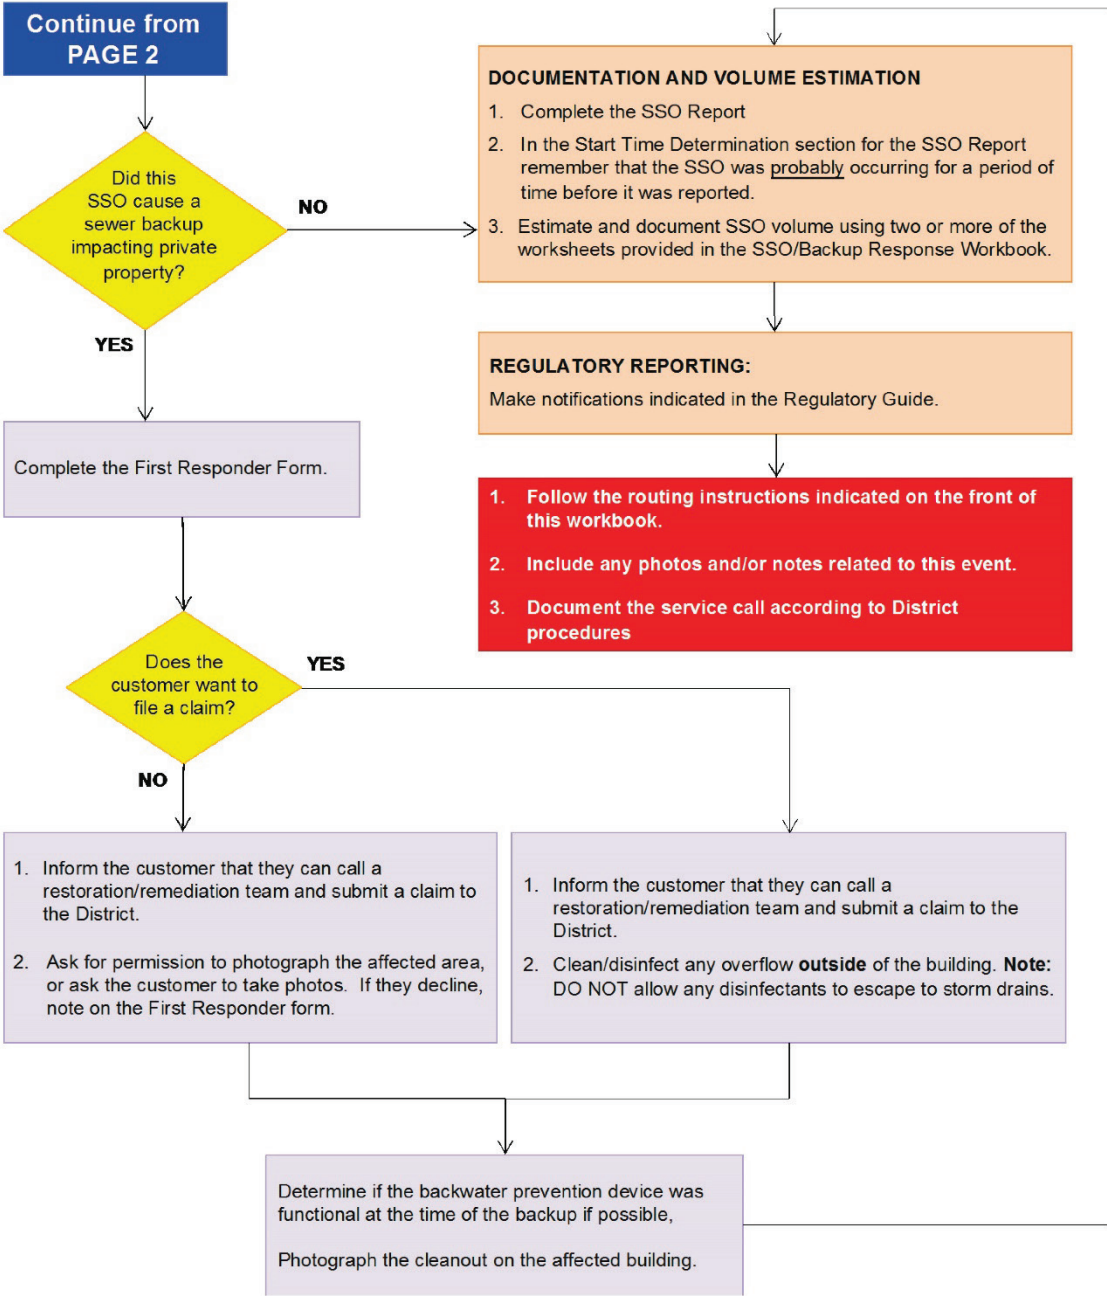 Continue from
PAGE 2
Did this
SSO cause a
sewer backup
impacting private
property?
NO
YES
DOCUMENTATION AND VOLUME ESTIMATION
1. Complete the SSO Report
2. In the Start Time Determination section for the SSO Report
remember that the SSO was probably occurring for a period of
time before it was reported.
3. Estimate and document SSO volume using two or more of the
worksheets provided in the SSO/Backup Response Workbook.
REGULATORY REPORTING:
Make notifications indicated in the Regulatory Guide.
1. Follow the routing instructions indicated on the front of
this workbook.
2. Include any photos and/or notes related to this event.
3. Document the service call according to District
procedures
Complete the First Responder Form.
Does the
customer want to
file a claim?
YES
NO
1. Inform the customer that they can call a
restoration/remediation team and submit a claim to
the District.
2. Ask for permission to photograph the affected area,
or ask the customer to take photos. If they decline,
note on the First Responder form.
1. Inform the customer that they can call a
restoration/remediation team and submit a claim to the
District.
2. Clean/disinfect any overflow outside of the building. Note:
DO NOT allow any disinfectants to escape to storm drains.
Determine if the backwater prevention device was
functional at the time of the backup if possible,
Photograph the cleanout on the affected building.